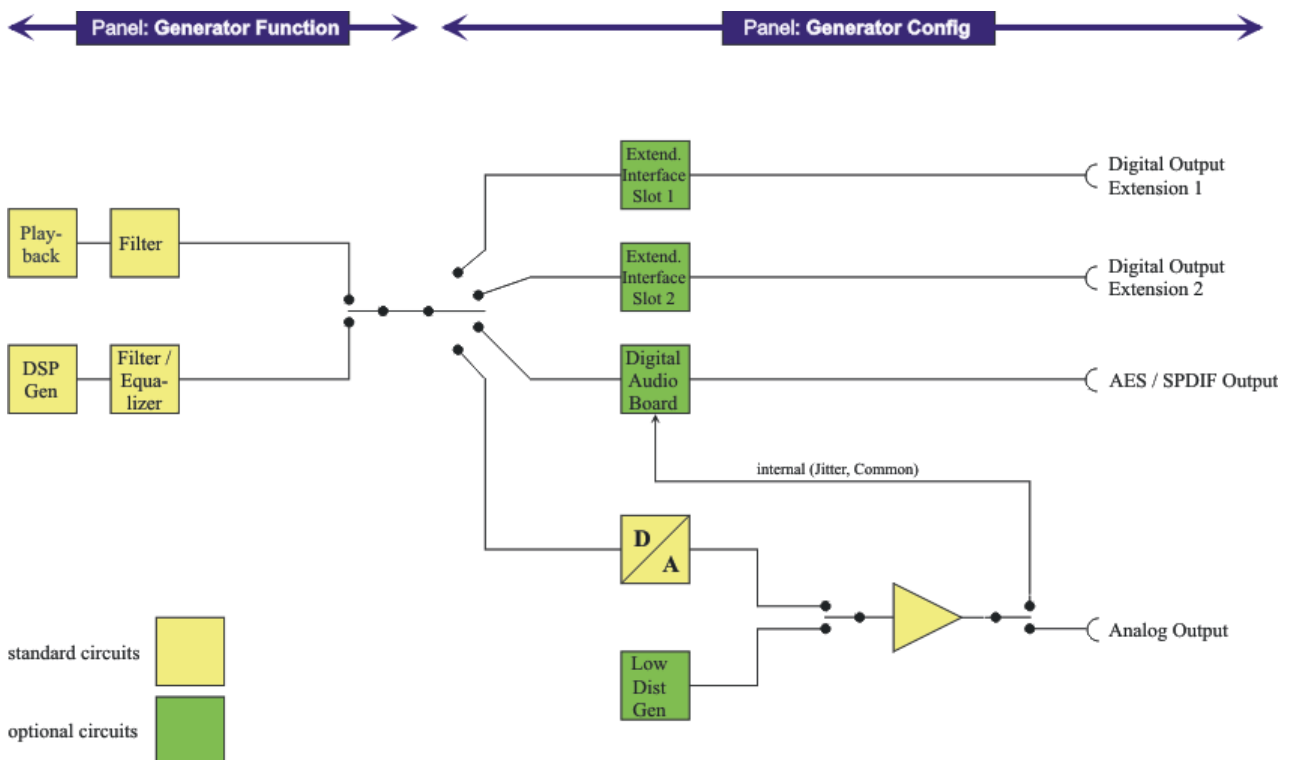 Panel: Generator Function
Panel: Generator Config
Extend.
Interface
Slot 1
Digital Output
Extension 1
Play-
back
Filter
Extend.
Interface
Slot 2
Digital Output
Extension 2
DSP
Gen
Filter /
Equa-
lizer
Digital
Audio
Board
AES / SPDIF Output
internal (Jitter, Common)
D
A
Analog Output
Low
Dist
Gen
standard circuits
optional circuits